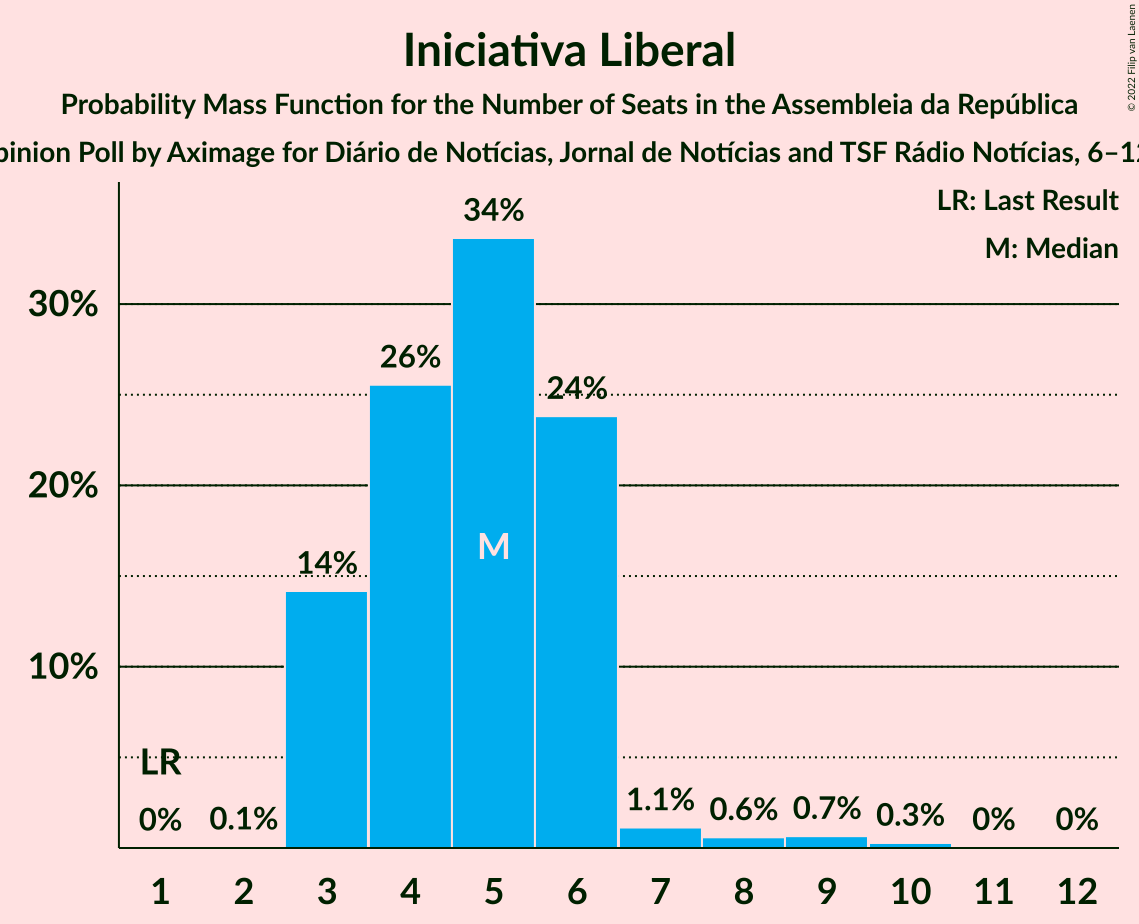 Iniciativa Liberal
Probability Mass Function for the Number of Seats in the Assembleia da República
pinion Poll by Aximage for Diário de Notícias, Jornal de Notícias and TSF Rádio Notícias, 6–12
© 2022 Filip van Laenen
LR: Last Result
M: Median
34%
30%
26%
24%
20%
M
14%
10%
LR
0%
0.1%
1.1%
0.6%
0.7%
0.3%
0%
0%
1 2 3 4 5 6 7 8 9 10 11 12